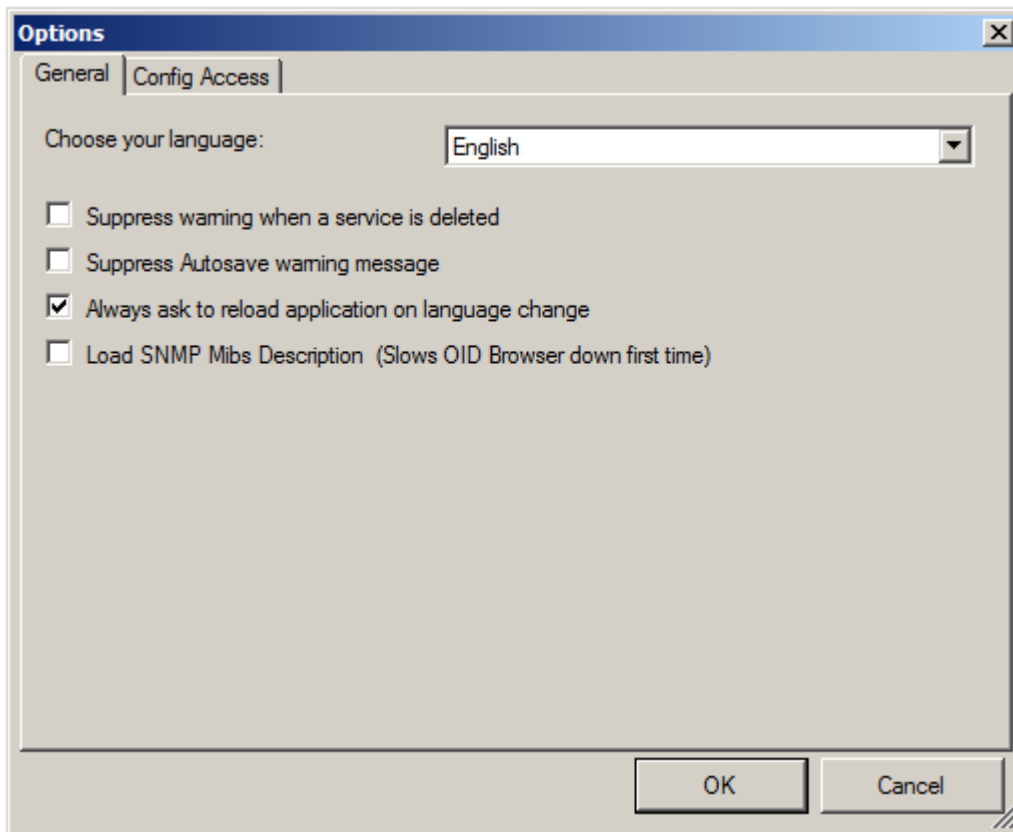 Options
General
Config Access
Choose your language:
English
Suppress warning when a service is deleted
Suppress Autosave warning message
Always ask to reload application on language change
Load SNMP Mibs Description  (Slows OID Browser down first time)
OK
Cancel